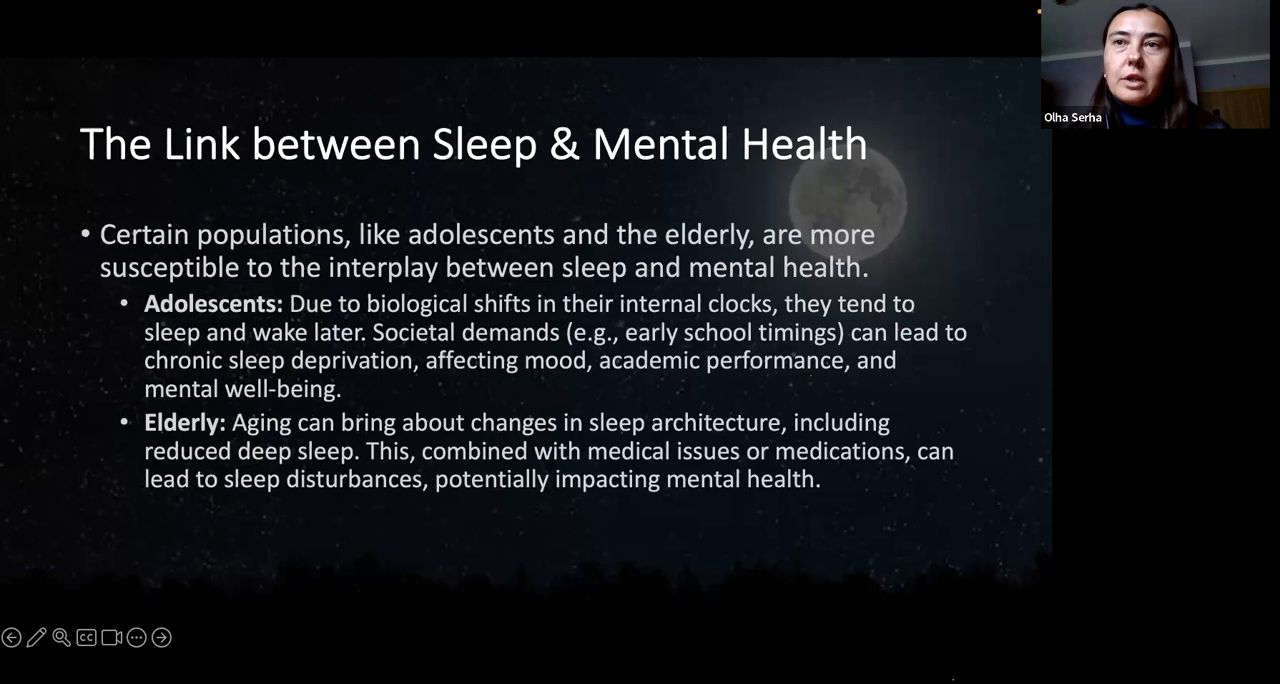 The Link between Sleep & Mental Health
• Certain populations, like adolescents and the elderly, are more
susceptible to the interplay between sleep and mental health.
• Adolescents: Due to biological shifts in their internal clocks, they tend to
sleep and wake later. Societal demands (e.g., early school timings) can lead to
chronic sleep deprivation, affecting mood, academic performance, and
mental well-being.
• Elderly: Aging can bring about changes in sleep architecture, including
reduced deep sleep. This, combined with medical issues or medications, can
lead to sleep disturbances, potentially impacting mental health.
Olha Serha
CC